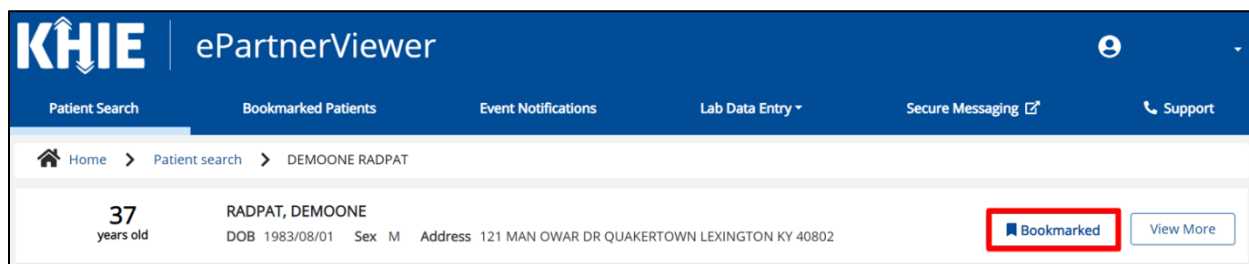 KHIE ePartnerViewer
Patient Search Bookmarked Patients Event Notifications Lab Data Entry Secure Messaging Support
Home > Patient search > DEMOONE RADPAT
37 RADPAT, DEMOONE
years old DOB 1983/08/01 Sex M Address 121 MAN OWAR DR QUAKERTOWN LEXINGTON KY 40802 Bookmarked View More